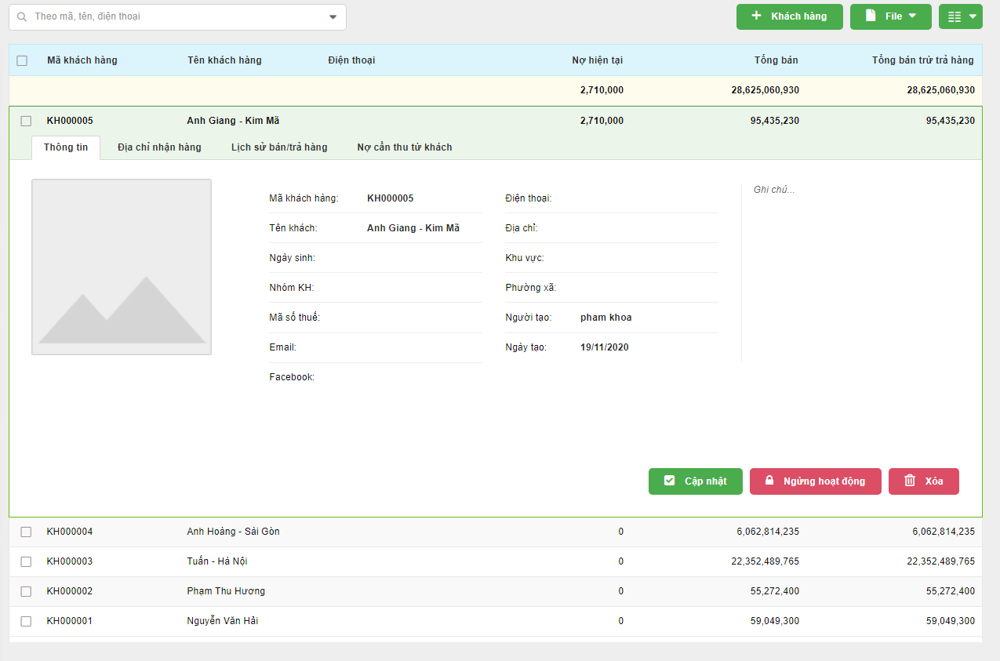 Theo mã, tên, điện thoại
Khách hàng File
Mã khách hàng Tên khách hàng Điện thoại Nợ hiện tại Tổng bán Tổng bán trừ trả hàng
2,710,000 28,625,060,930 28,625,060,930
KH000005 Anh Giang - Kim Mã 2,710,000 95,435,230 95,435,230
Thông tin Địa chỉ nhận hàng Lịch sử bán/trả hàng Nợ cần thu từ khách
Mã khách hàng: KH000005 Điện thoại: Ghi chú...
Tên khách: Anh Giang - Kim Mã Địa chỉ:
Ngày sinh: Khu vực:
Nhóm KH: Phường xã:
Mã số thuế: Người tạo: pham khoa
Email: Ngày tạo: 19/11/2020
Facebook:
Cập nhật Ngừng hoạt động Xóa
KH000004 Anh Hoảng - Sài Gòn 0 6,062,814,235 6,062,814,235
KH000003 Tuấn - Hà Nội 0 22,352,489,765 22,352,489,765
KH000002 Phạm Thu Hương 0 55,272,400 55,272,400
KH000001 Nguyễn Văn Hải 0 59,049,300 59,049,300